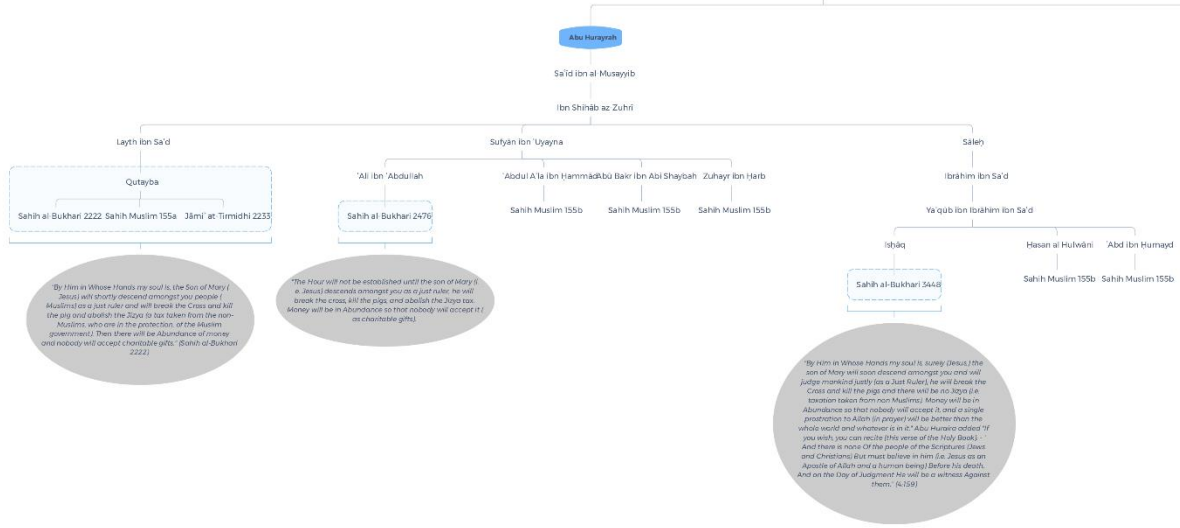 Abu Hurayrah
Sa'īd ibn al-Musayyib
Ibn Shihāb az Zuhrī
Layth ibn Sa'd
Sufyān ibn 'Uyayna
Sāleḥ
Qutayba
'Ali ibn 'Abdullah
'Abdul A'la ibn Ḥammād
Abū Bakr ibn Abi Shaybah
Zuhayr ibn Ḥarb
Ibrāhīm ibn Sa'd
Sahih al-Bukhari 2222
Sahih Muslim 155a
Jāmi` at-Tirmidhi 2233
Sahih al-Bukhari 2476
Sahih Muslim 155b
Sahih Muslim 155b
Sahih Muslim 155b
Ya'qūb ibn Ibrāhīm ibn Sa'd
Isḥāq
Ḥasan al Hulwāni
'Abd ibn Ḥumayd
Sahih al-Bukhari 3448
Sahih Muslim 155b
Sahih Muslim 155b
"By Him in Whose Hands my soul is, the Son of Mary (
Jesus) will shortly descend amongst you people (
Muslims) as a just ruler and will break the Cross and kill
the pig and abolish the Jizya (a tax taken from the non-
Muslims, who are in the protection, of the Muslim
government). Then there will be Abundance of money
and nobody will accept charitable gifts." (Sahih al-Bukhari
2222)
"The Hour will not be established until the son of Mary (i.
e. Jesus) descends amongst you as a just ruler, he will
break the cross, kill the pigs, and abolish the Jizya tax.
Money will be in Abundance so that nobody will accept it (
as charitable gifts).
"By Him in Whose Hands my soul is, surely (Jesus,) the
son of Mary will soon descend amongst you and will
judge mankind justly (as a Just Ruler); he will break the
Cross and kill the pigs and there will be no Jizya (i.e.
taxation taken from non Muslims). Money will be in
Abundance so that nobody will accept it, and a single
prostration to Allah (in prayer) will be better than the
whole world and whatever is in it." Abu Huraira added "If
you wish, you can recite (this verse of the Holy Book): - '
And there is none Of the people of the Scriptures (Jews
and Christians) But must believe in him (i.e. Jesus as an
Apostle of Allah and a human being) Before his death.
And on the Day of Judgment He will be a witness Against
them." (4.159)